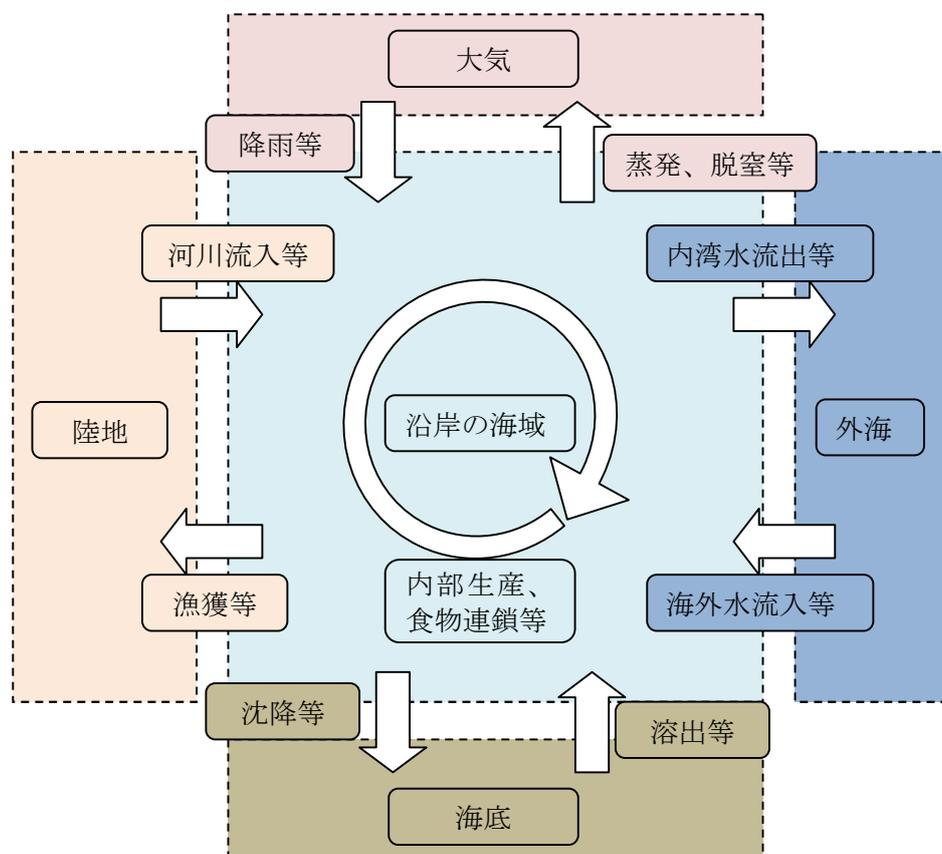 大気
降雨等
蒸発、脱窒等
河川流入等
内湾水流出等
陸地
沿岸の海域
外海
漁獲等
内部生産、
食物連鎖等
海外水流入等
沈降等
溶出等
海底